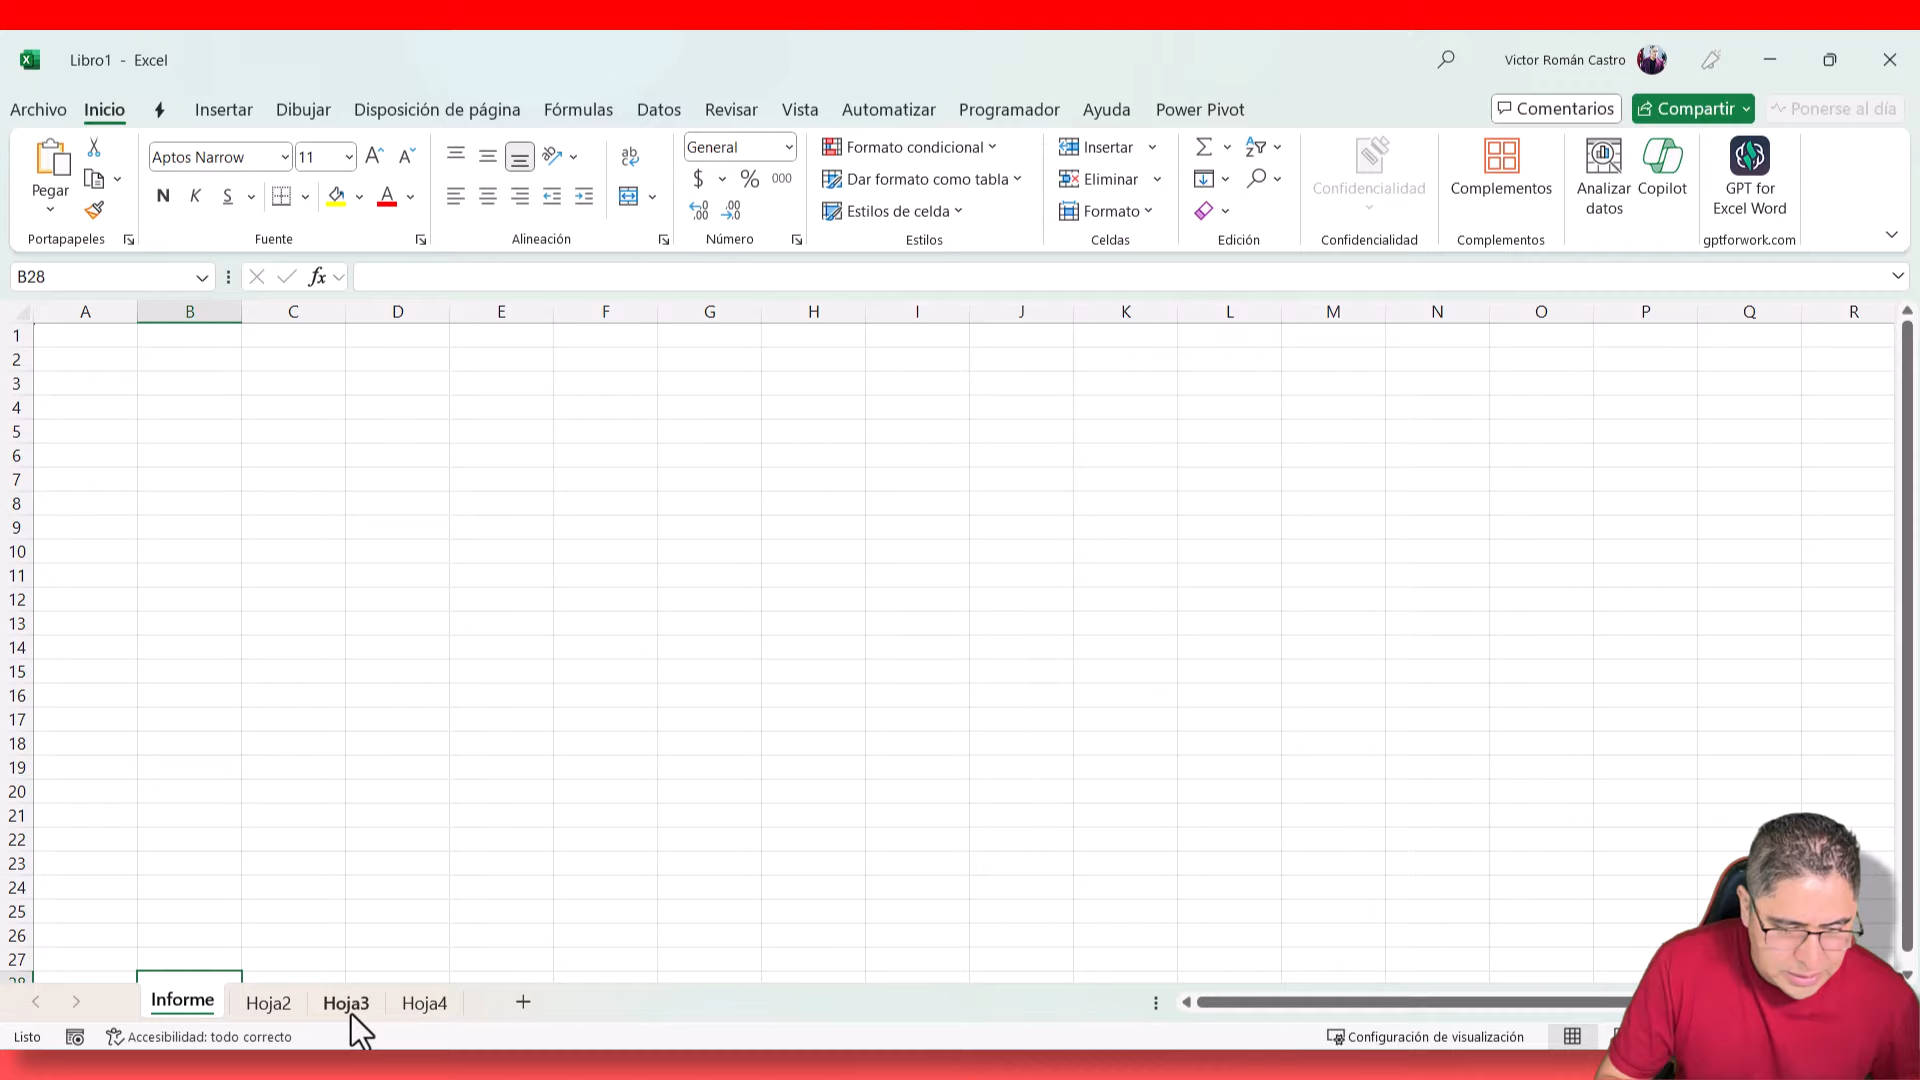 Libro1 - Excel
Victor Román Castro
Archivo Inicio Insertar Dibujar Disposición de página Fórmulas Datos Revisar Vista Automatizar Programador Ayuda Power Pivot
Comentarios Compartir Ponerse al día
Pegar
Portapapeles
Aptos Narrow 11
N K S
Fuente
ab
Alineación
General
$ % 000
Número
Formato condicional
Dar formato como tabla
Estilos de celda
Estilos
Insertar
Eliminar
Formato
Celdas
Edición
Confidencialidad
Confidencialidad
Complementos
Complementos
Analizar datos
Copilot
GPT for
Excel Word
gptforwork.com
B28
fx
A B C D E F G H I J K L M N O P Q R
1
2
3
4
5
6
7
8
9
10
11
12
13
14
15
16
17
18
19
20
21
22
23
24
25
26
27
28
Informe Hoja2 Hoja3 Hoja4 +
Listo Accesibilidad: todo correcto
Configuración de visualización